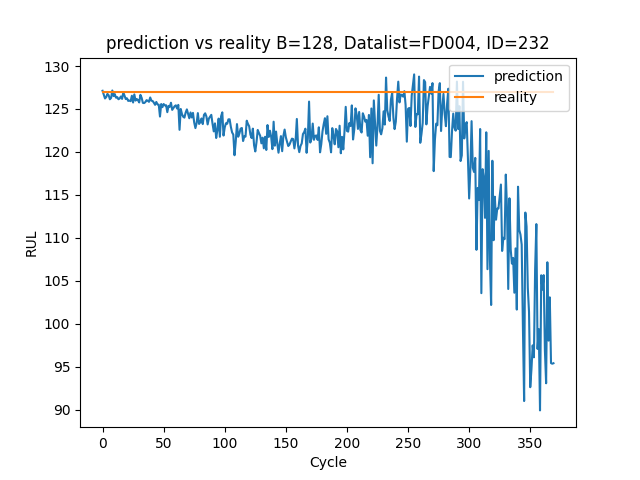 prediction vs reality B=128, Datalist=FD004, ID=232
prediction
reality
RUL
130
125
120
115
110
105
100
95
90
0 50 100 150 200 250 300 350
Cycle